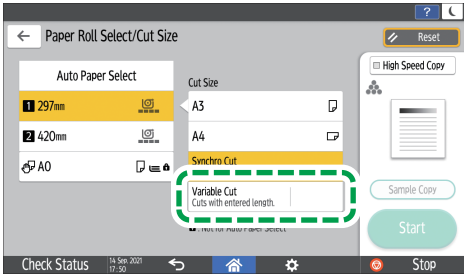 ?
Paper Roll Select/Cut Size
Reset
Auto Paper Select
Cut Size
High Speed Copy
1 297mm
A3
2 420mm
A4
Synchro Cut
A0
Variable Cut
Cuts with entered length.
: Not for Auto Paper Select
Sample Copy
Start
Check Status
14 Sep. 2021
17:50
Stop